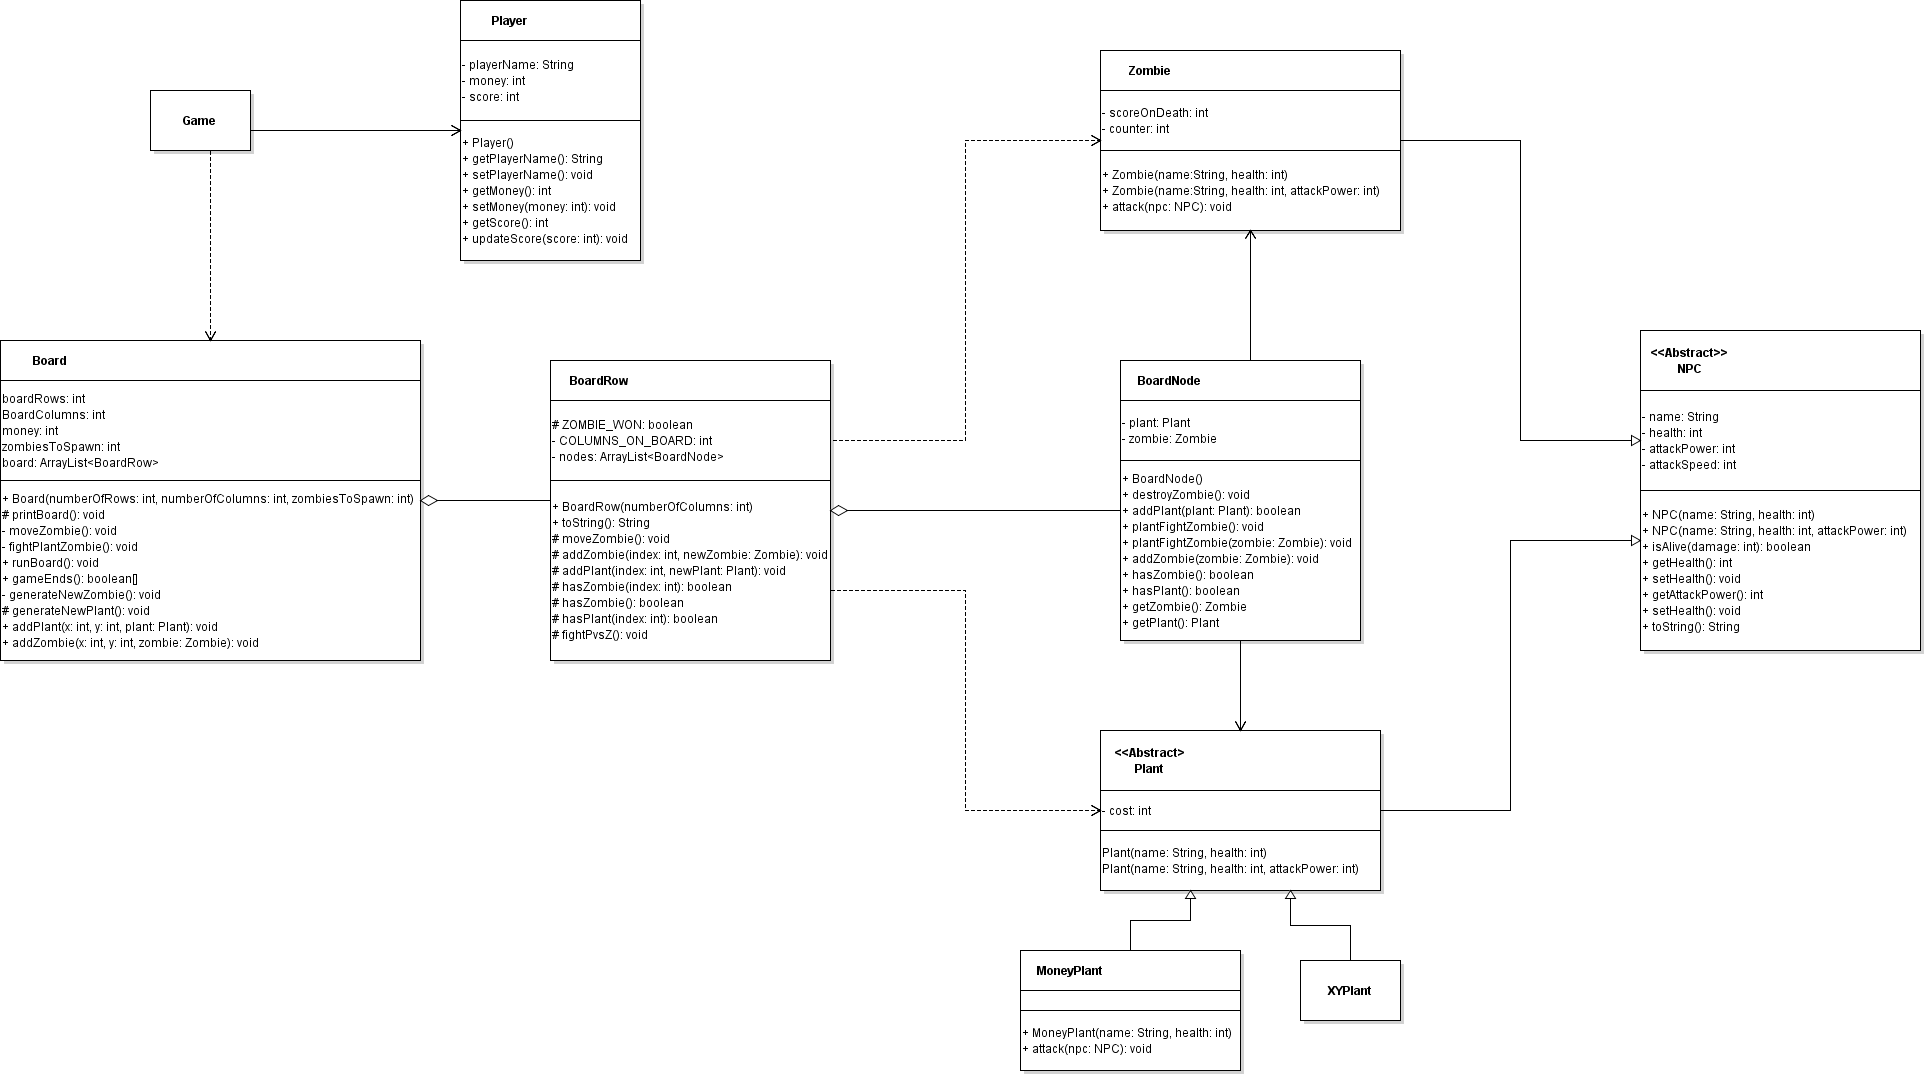 Player
- playerName: String
- money: int
- score: int
+ Player()
+ getPlayerName(): String
+ setPlayerName(): void
+ getMoney(): int
+ setMoney(money: int): void
+ getScore(): int
+ updateScore(score: int): void
Game
Zombie
- scoreOnDeath: int
- counter: int
+ Zombie(name:String, health: int)
+ Zombie(name:String, health: int, attackPower: int)
+ attack(npc: NPC): void
Board
boardRows: int
BoardColumns: int
money: int
zombiesToSpawn: int
board: ArrayList<BoardRow>
+ Board(numberOfRows: int, numberOfColumns: int, zombiesToSpawn: int)
# printBoard(): void
- moveZombie(): void
- fightPlantZombie(): void
+ runBoard(): void
+ gameEnds(): boolean[]
- generateNewZombie(): void
# generateNewPlant(): void
+ addPlant(x: int, y: int, plant: Plant): void
+ addZombie(x: int, y: int, zombie: Zombie): void
BoardRow
# ZOMBIE_WON: boolean
- COLUMNS_ON_BOARD: int
- nodes: ArrayList<BoardNode>
+ BoardRow(numberOfColumns: int)
+ toString(): String
# moveZombie(): void
# addZombie(index: int, newZombie: Zombie): void
# addPlant(index: int, newPlant: Plant): void
# hasZombie(index: int): boolean
# hasZombie(): boolean
# hasPlant(index: int): boolean
# fightPvsZ(): void
BoardNode
- plant: Plant
- zombie: Zombie
+ BoardNode()
+ destroyZombie(): void
+ addPlant(plant: Plant): boolean
+ plantFightZombie(): void
+ plantFightZombie(zombie: Zombie): void
+ addZombie(zombie: Zombie): void
+ hasZombie(): boolean
+ hasPlant(): boolean
+ getZombie(): Zombie
+ getPlant(): Plant
<<Abstract>>
NPC
- name: String
- health: int
- attackPower: int
- attackSpeed: int
+ NPC(name: String, health: int)
+ NPC(name: String, health: int, attackPower: int)
+ isAlive(damage: int): boolean
+ getHealth(): int
+ setHealth(): void
+ getAttackPower(): int
+ setHealth(): void
+ toString(): String
<<Abstract>
Plant
- cost: int
Plant(name: String, health: int)
Plant(name: String, health: int, attackPower: int)
MoneyPlant
+ MoneyPlant(name: String, health: int)
+ attack(npc: NPC): void
XYPlant